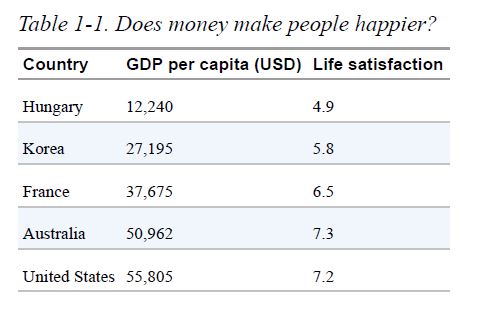 Table 1-1. Does money make people happier?
Country GDP per capita (USD) Life satisfaction
Hungary 12,240 4.9
Korea 27,195 5.8
France 37,675 6.5
Australia 50,962 7.3
United States 55,805 7.2